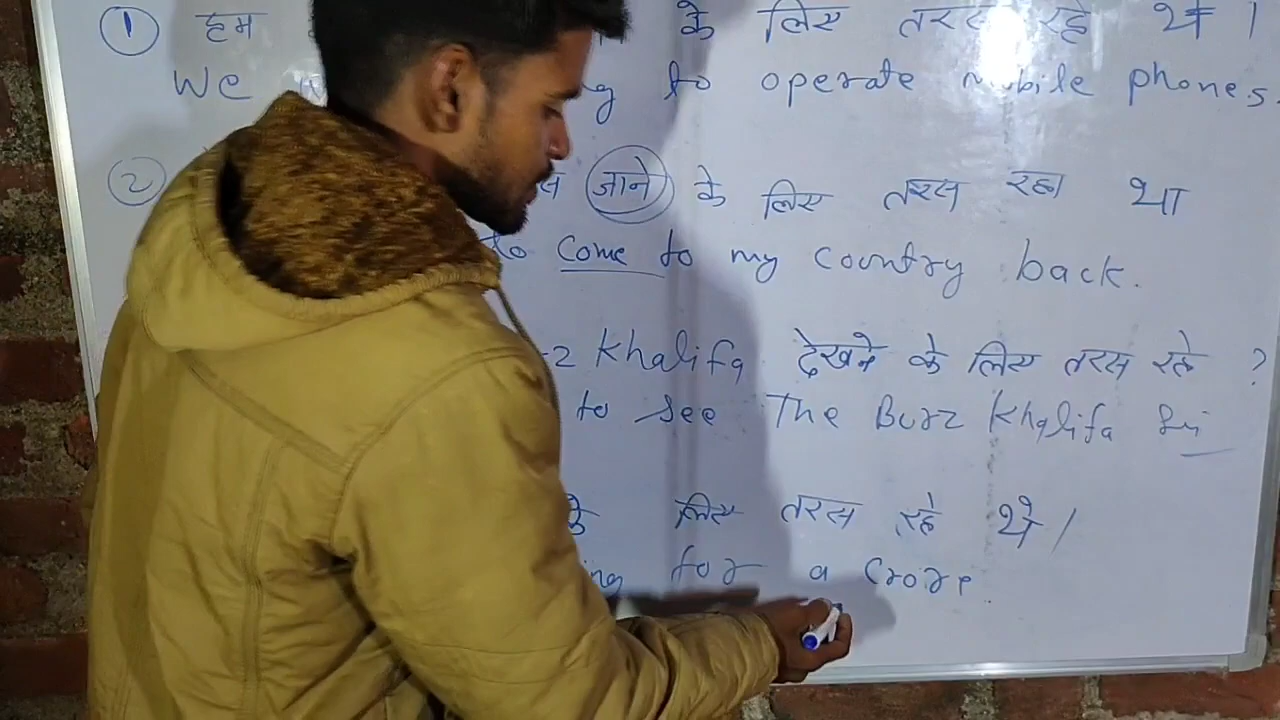 ① हम के लिए तरस रहे थे ।
We to operate mobile phones.
② जाने के लिए तरस रहा था
to come to my country back.
Khalifa देखने के लिए तरस रहे ?
to see The Burz Khalifa
के लिए तरस रहे थे /
ing for a Crore.